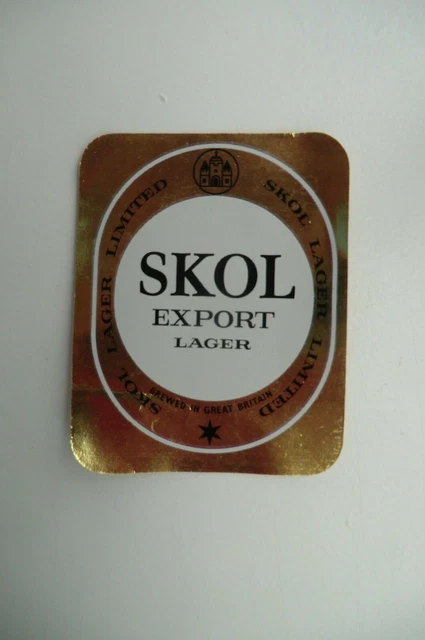 SKOL LAGER LIMITED
SKOL LAGER LIMITED
SKOL
EXPORT
LAGER
BREWED IN GREAT BRITAIN